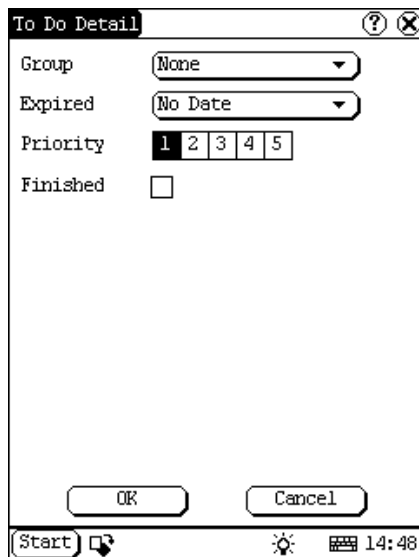 To Do Detail ?
Group None
Expired No Date
Priority 1 2 3 4 5
Finished
OK Cancel
Start 14:48